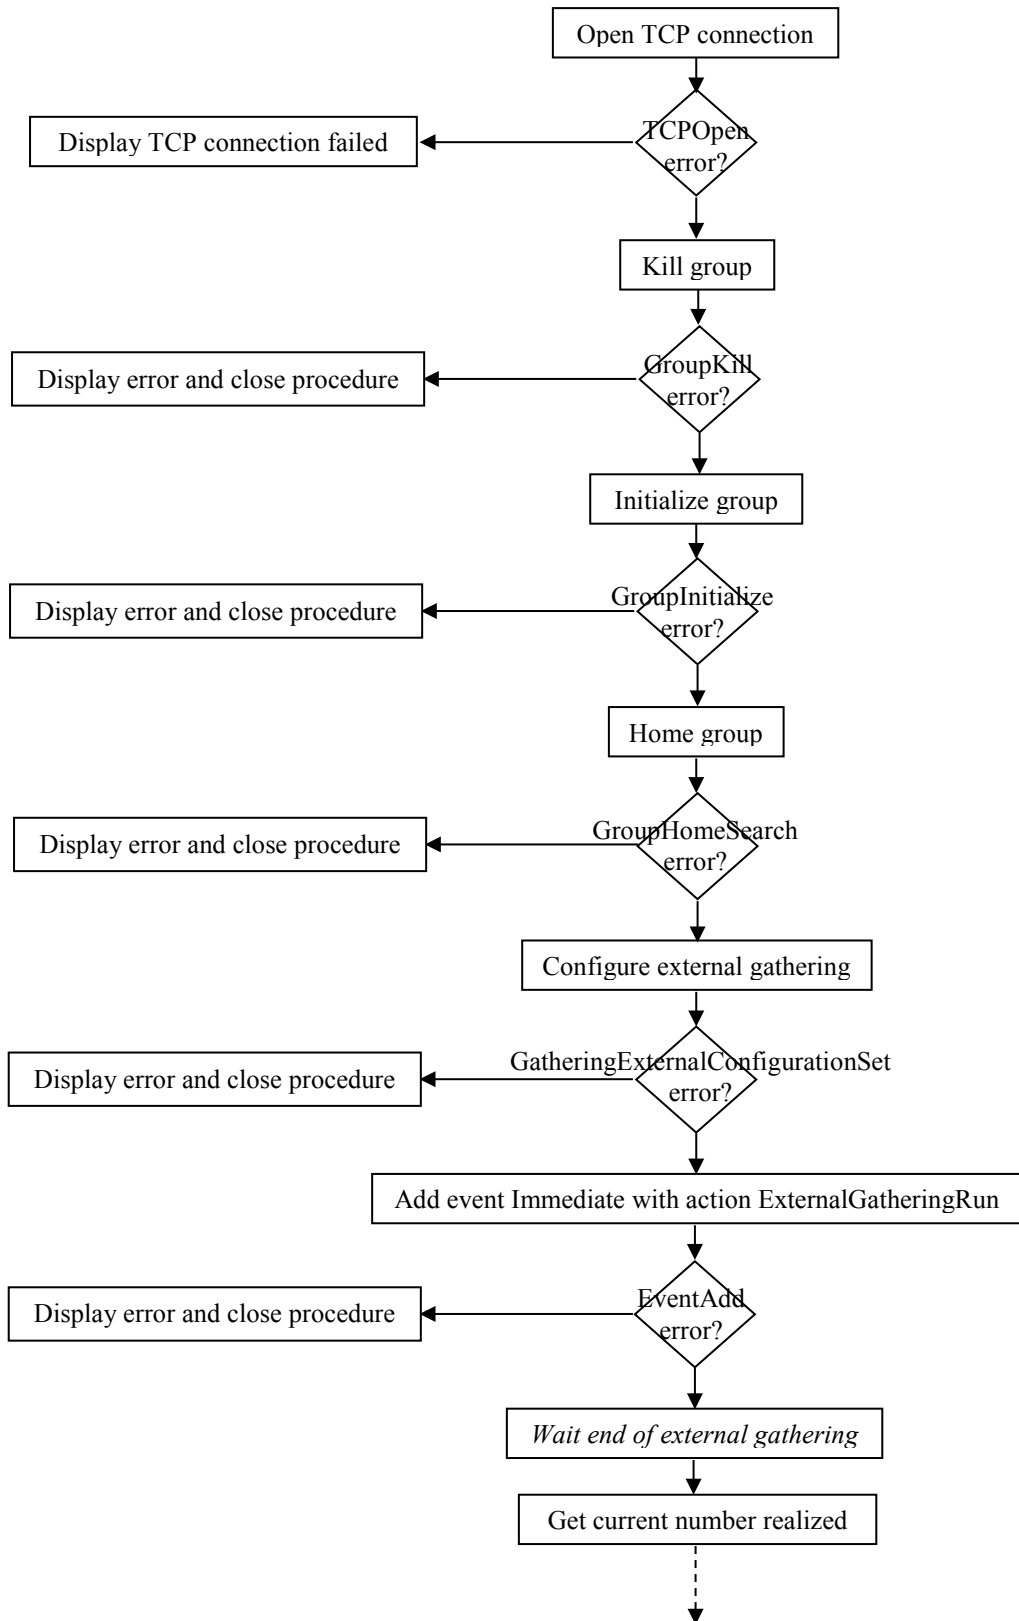 Open TCP connection
TCPOpen
error?
Display TCP connection failed
Kill group
GroupKill
error?
Display error and close procedure
Initialize group
GroupInitialize
error?
Display error and close procedure
Home group
GroupHomeSearch
error?
Display error and close procedure
Configure external gathering
GatheringExternalConfigurationSet
error?
Display error and close procedure
Add event Immediate with action ExternalGatheringRun
EventAdd
error?
Display error and close procedure
Wait end of external gathering
Get current number realized